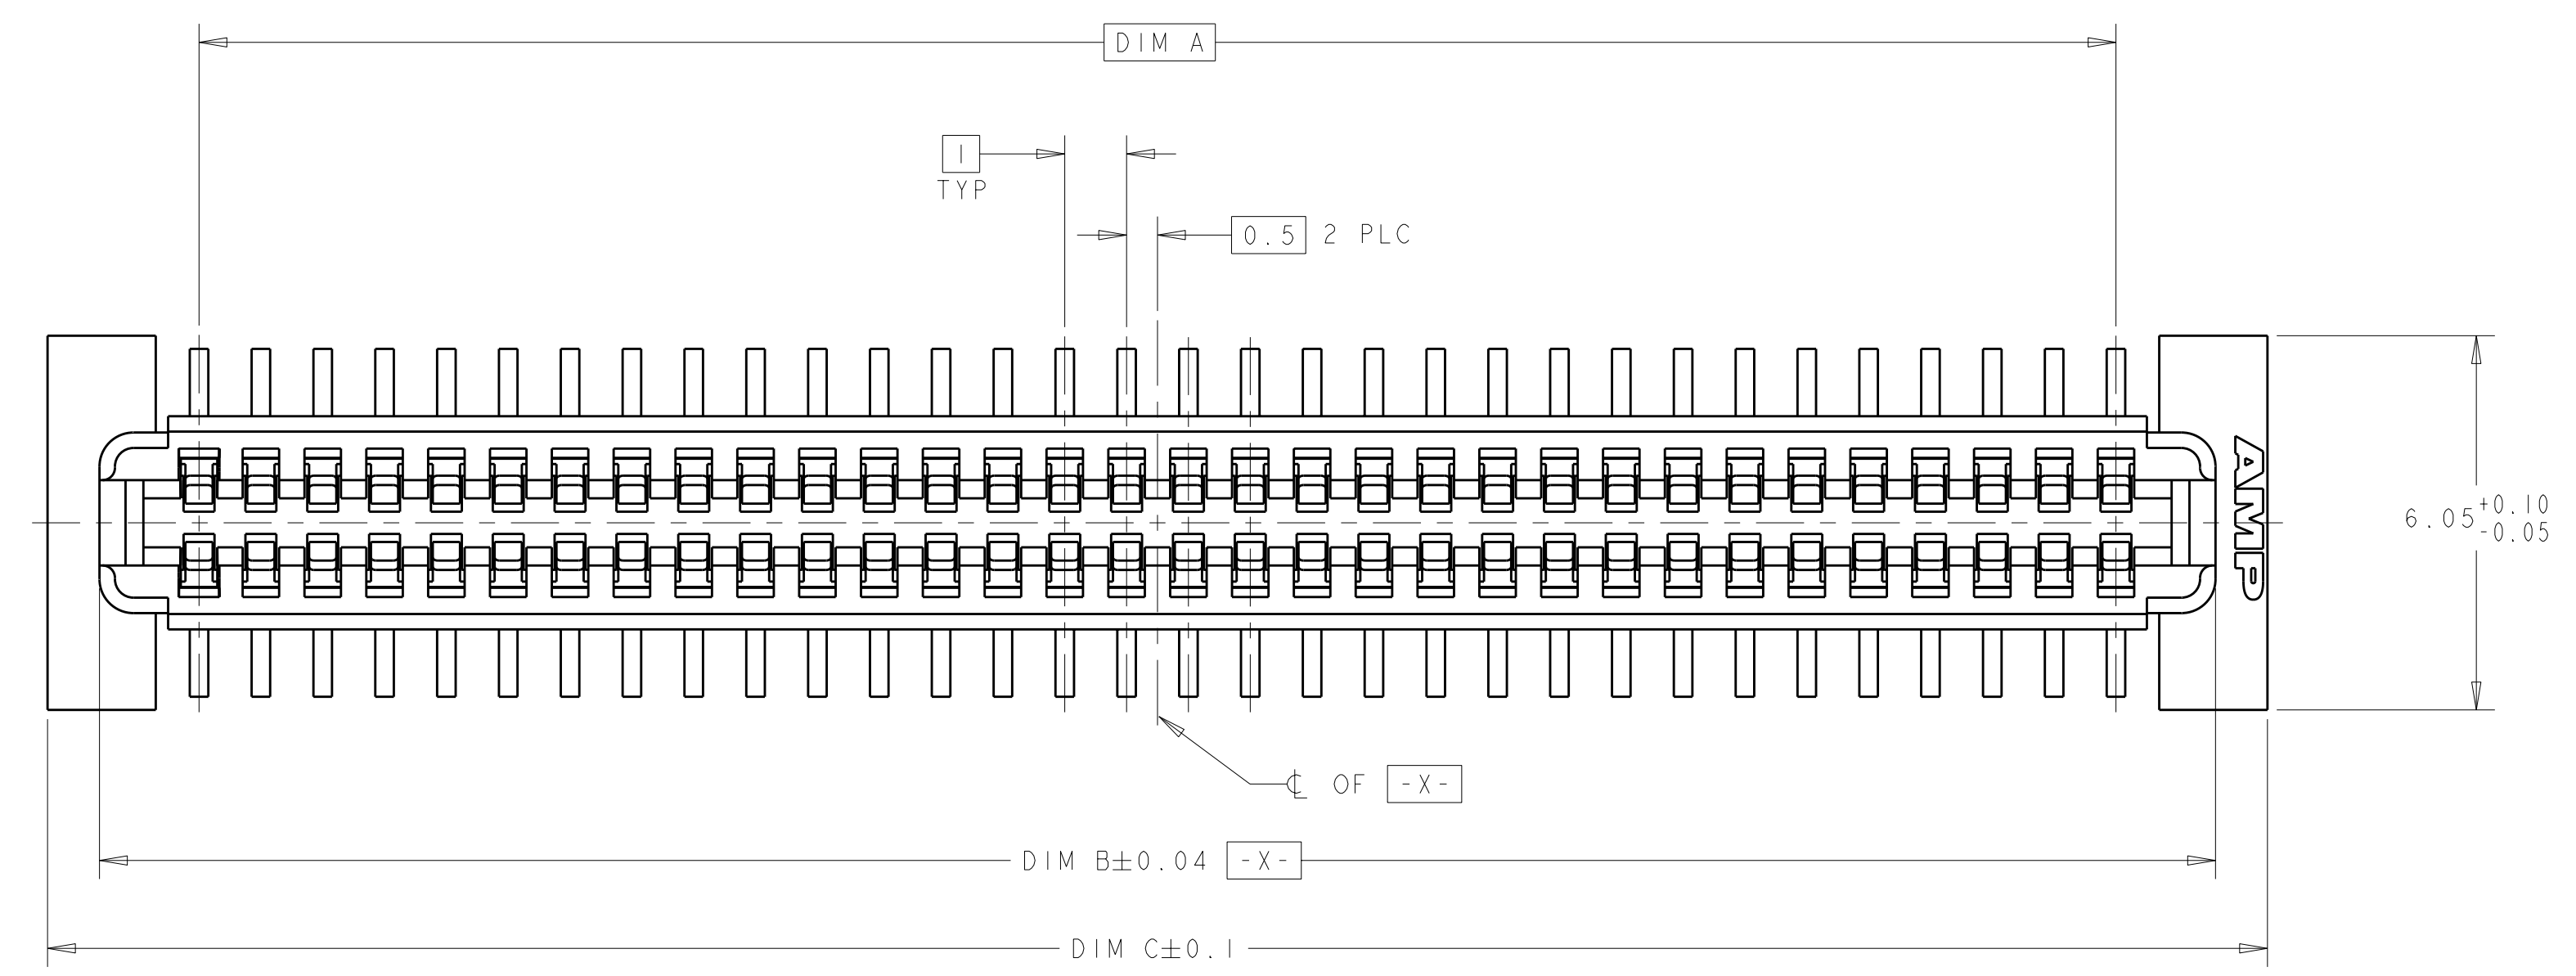 DIM A
1
TYP
0.5 2 PLC
AMP
6.05 +0.10
-0.05
℄ OF -X-
DIM B±0.04 -X-
DIM C±0.1